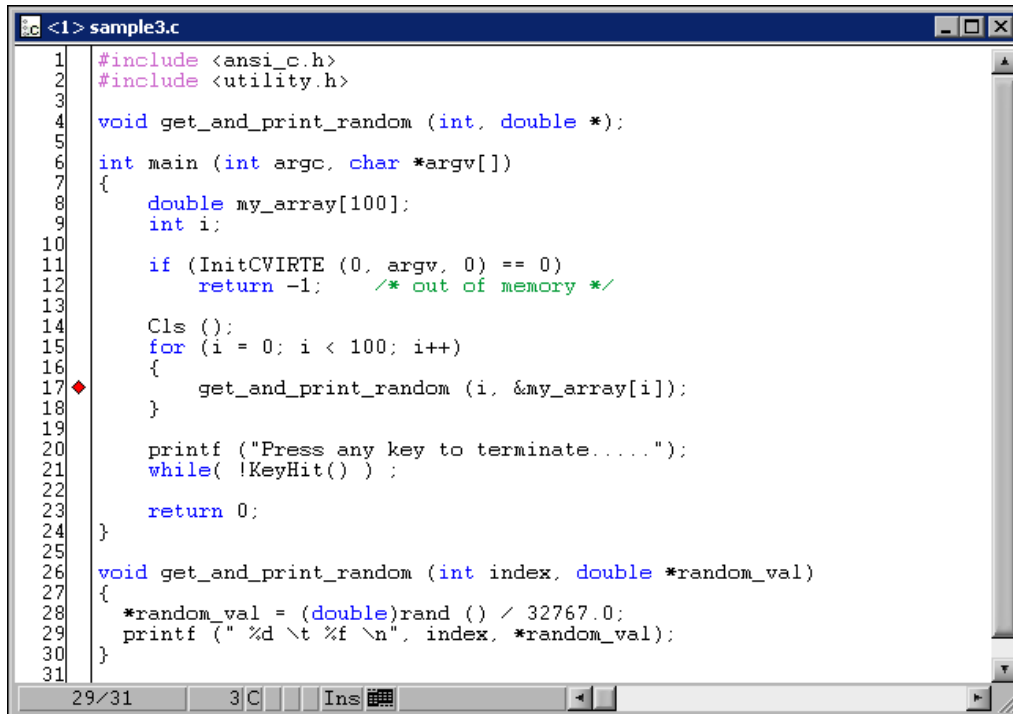 <1> sample3.c
1 #include <ansi_c.h>
2 #include <utility.h>
3
4 void get_and_print_random (int, double *);
5
6 int main (int argc, char *argv[])
7 {
8     double my_array[100];
9     int i;
10
11     if (InitCVIRTE (0, argv, 0) == 0)
12         return -1;     /* out of memory */
13
14     Cls ();
15     for (i = 0; i < 100; i++)
16     {
17         get_and_print_random (i, &my_array[i]);
18     }
19
20     printf ("Press any key to terminate.....");
21     while( !KeyHit() ) ;
22
23     return 0;
24 }
25
26 void get_and_print_random (int index, double *random_val)
27 {
28   *random_val = (double)rand () / 32767.0;
29   printf (" %d \t %f \n", index, *random_val);
30 }
31
29/31 3 C Ins